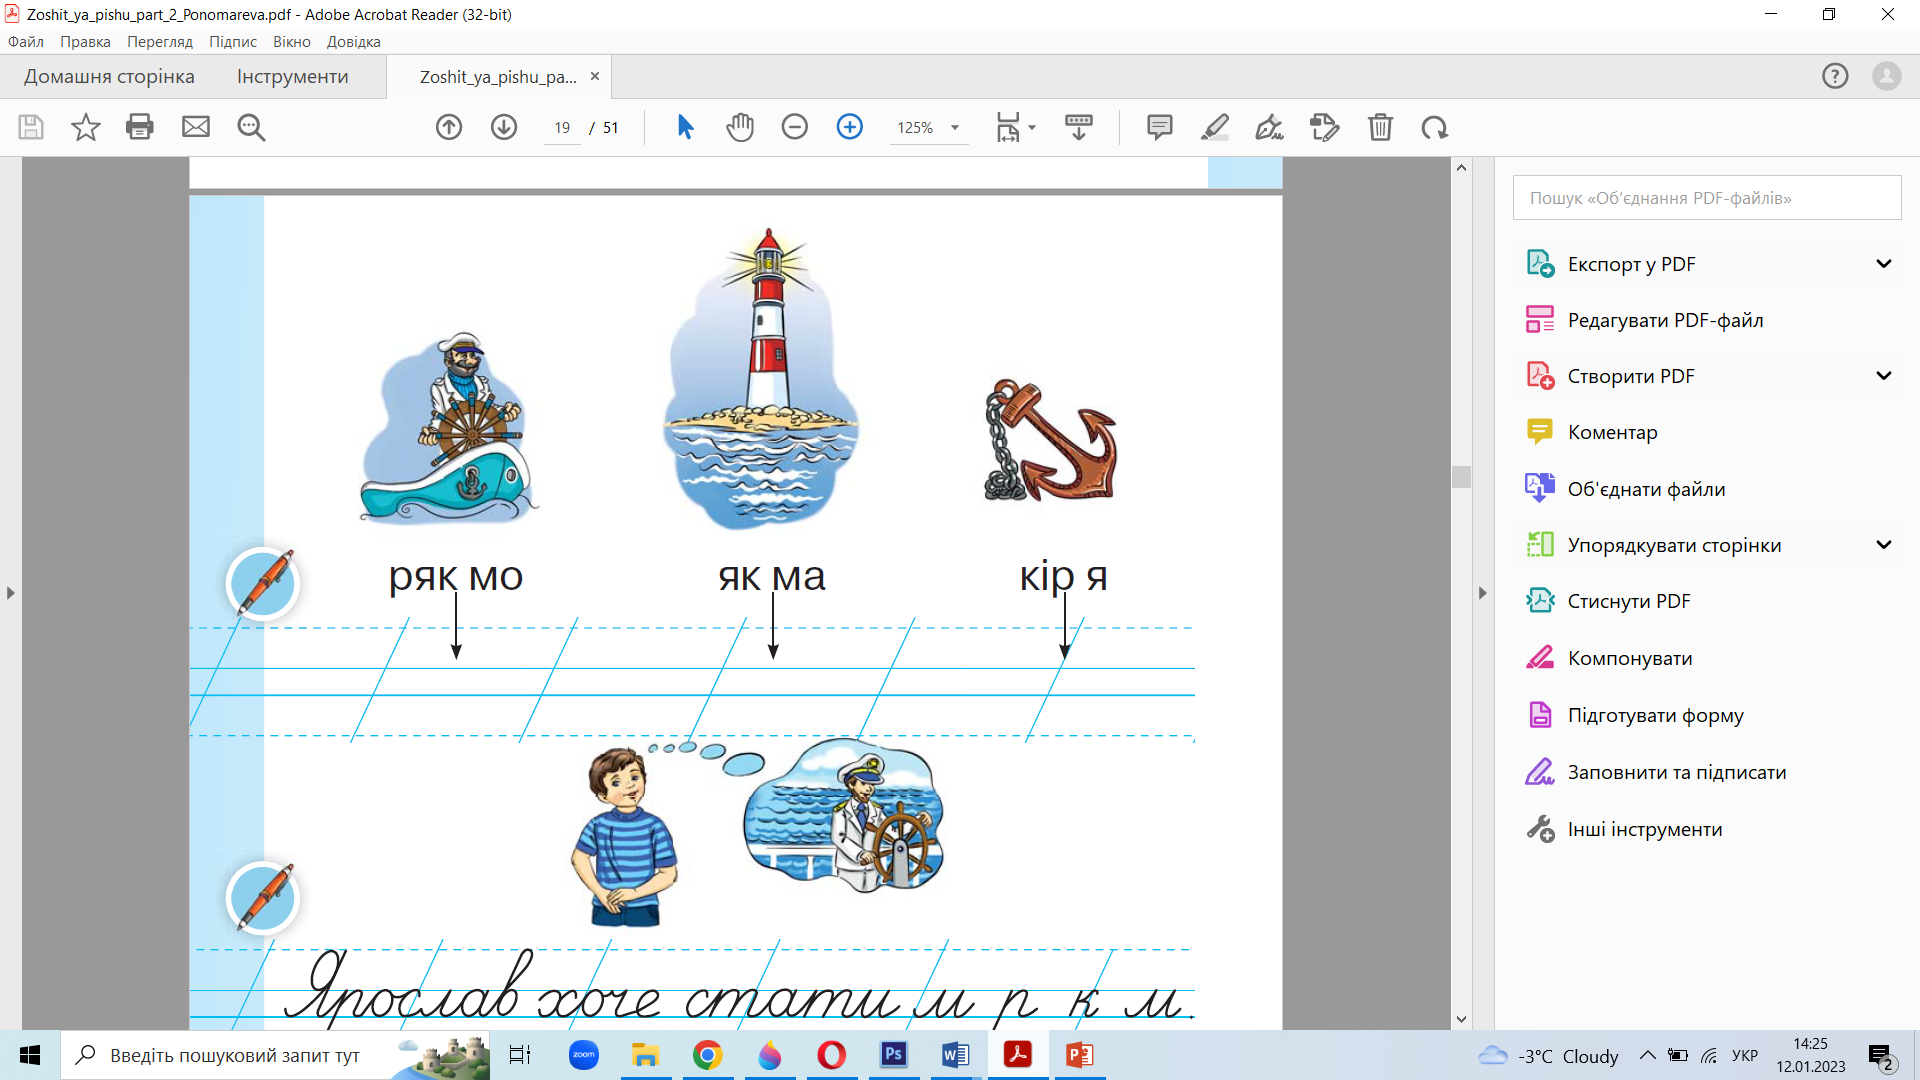 Zoshit_ya_pishu_part_2_Ponomareva.pdf - Adobe Acrobat Reader (32-bit)
Файл Правка Перегляд Підпис Вікно Довідка
Домашня сторінка Інструменти Zoshit_ya_pishu_pa... ×
19 / 51 125%
Пошук «Об’єднання PDF-файлів»
Експорт у PDF
Редагувати PDF-файл
Створити PDF
Коментар
Об'єднати файли
Упорядкувати сторінки
Стиснути PDF
Компонувати
Підготувати форму
Заповнити та підписати
Інші інструменти
ряк мо як ма кір я
Ярослав хоче стати м р к м.
Введіть пошуковий запит тут
zoom
Ps
-3°C Cloudy
УКР
14:25
12.01.2023
2